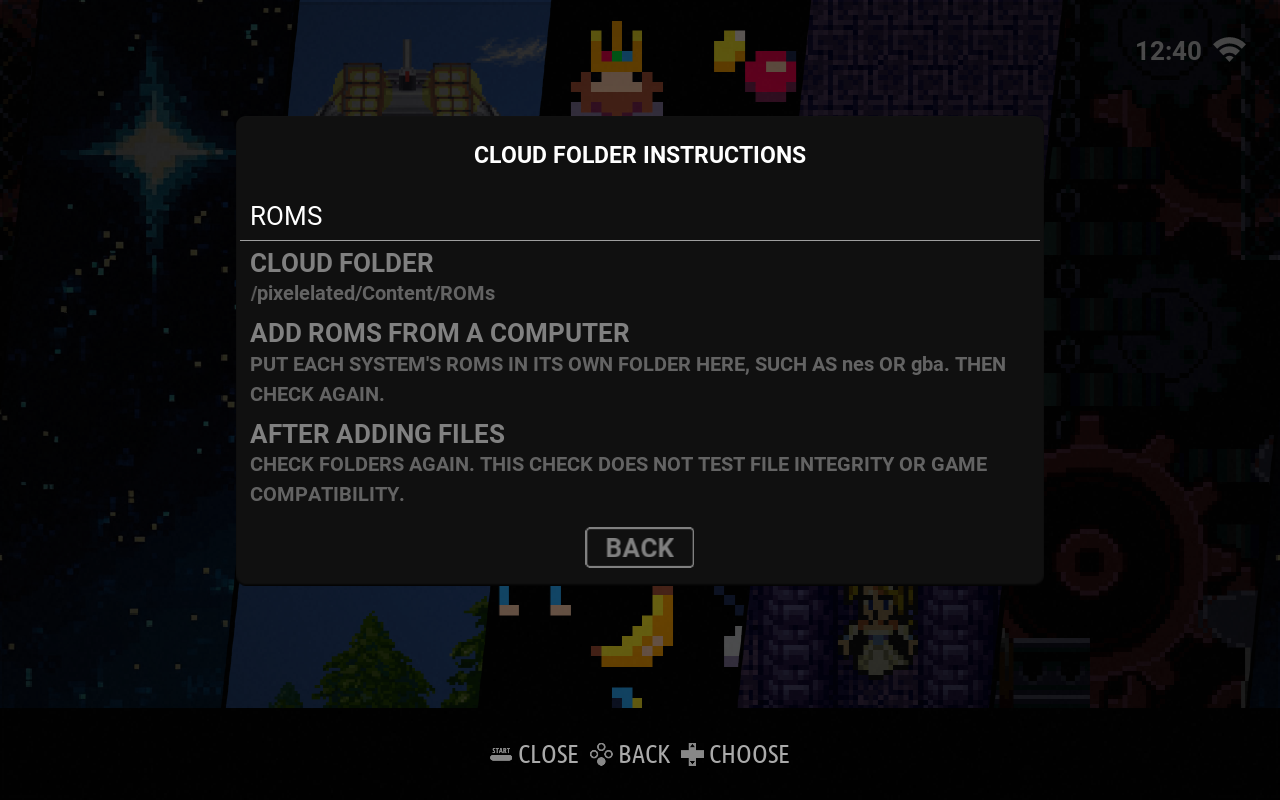 12:40
CLOUD FOLDER INSTRUCTIONS
ROMS
CLOUD FOLDER
/pixelelated/Content/ROMs
ADD ROMS FROM A COMPUTER
PUT EACH SYSTEM'S ROMS IN ITS OWN FOLDER HERE, SUCH AS nes OR gba. THEN
CHECK AGAIN.
AFTER ADDING FILES
CHECK FOLDERS AGAIN. THIS CHECK DOES NOT TEST FILE INTEGRITY OR GAME
COMPATIBILITY.
BACK
START CLOSE BACK CHOOSE